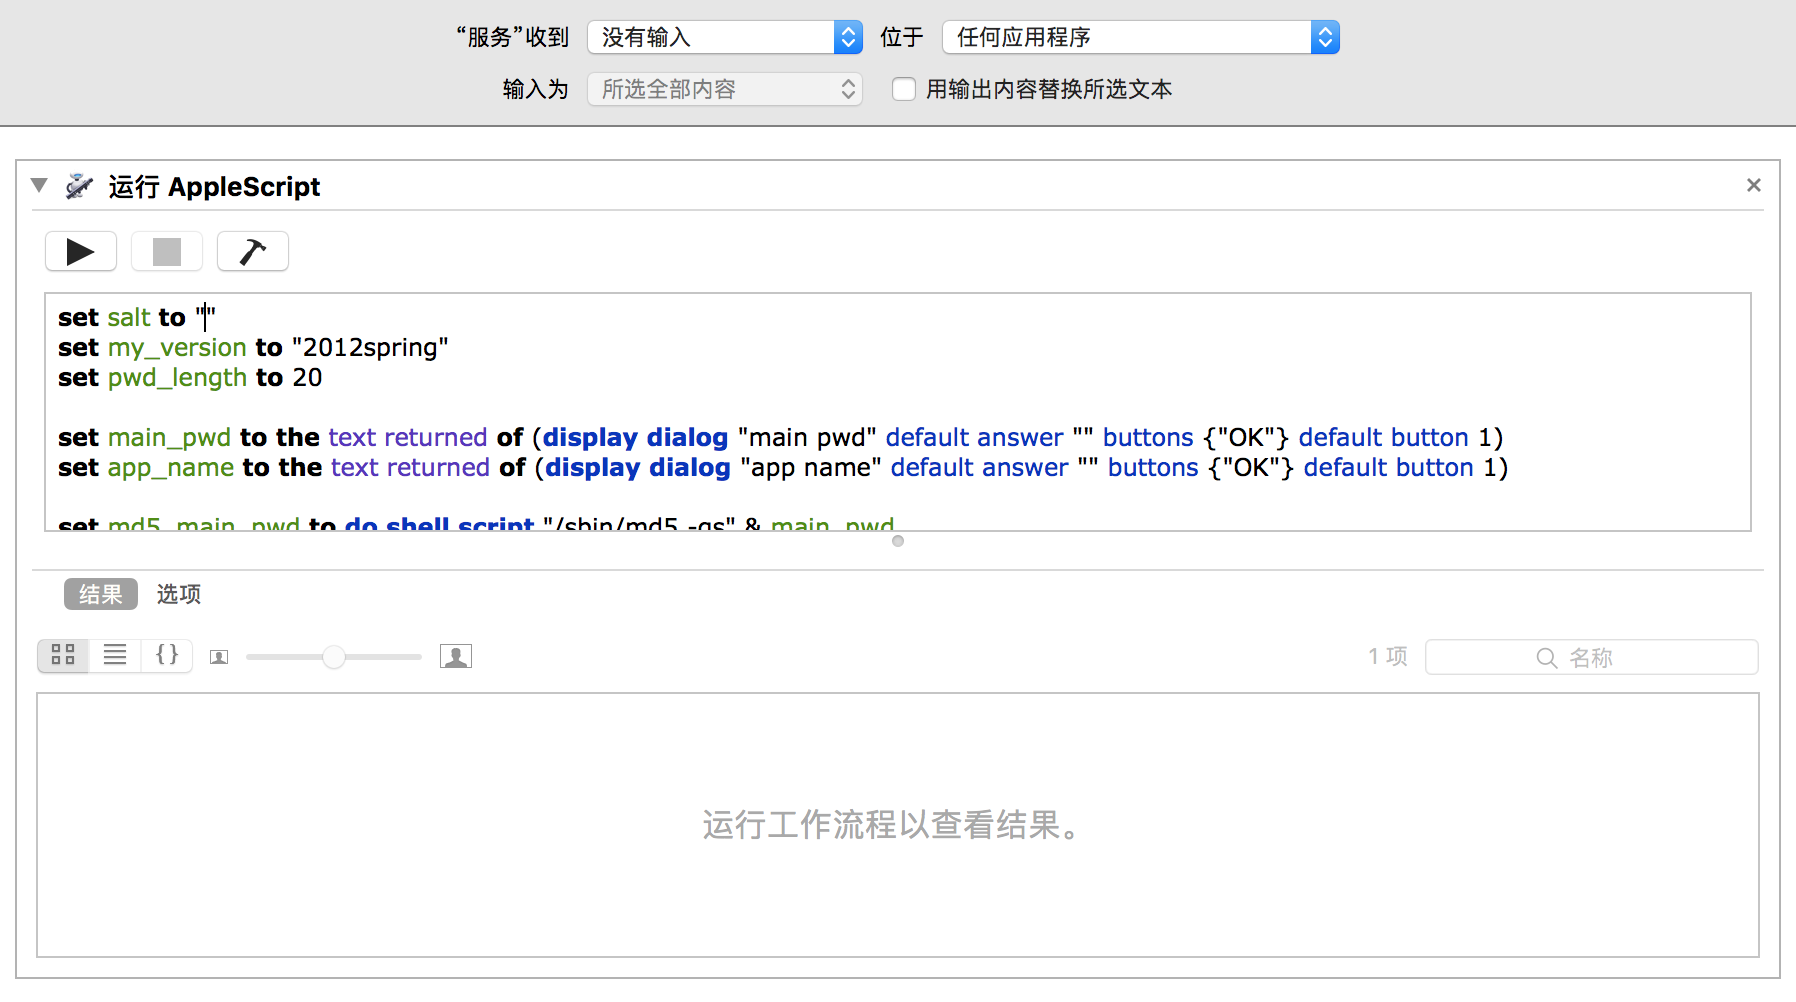 “服务”收到 没有输入 位于 任何应用程序
输入为 所选全部内容 用输出内容替换所选文本
运行 AppleScript
set salt to ""
set my_version to "2012spring"
set pwd_length to 20
set main_pwd to the text returned of (display dialog "main pwd" default answer "" buttons {"OK"} default button 1)
set app_name to the text returned of (display dialog "app name" default answer "" buttons {"OK"} default button 1)
set md5_main_pwd to do shell script "/sbin/md5 -qs" & main_pwd
结果 选项
{} 1 项 名称
运行工作流程以查看结果。